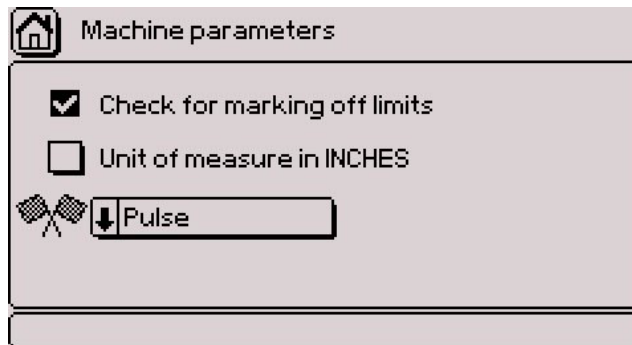 Machine parameters
Check for marking off limits
Unit of measure in INCHES
Pulse